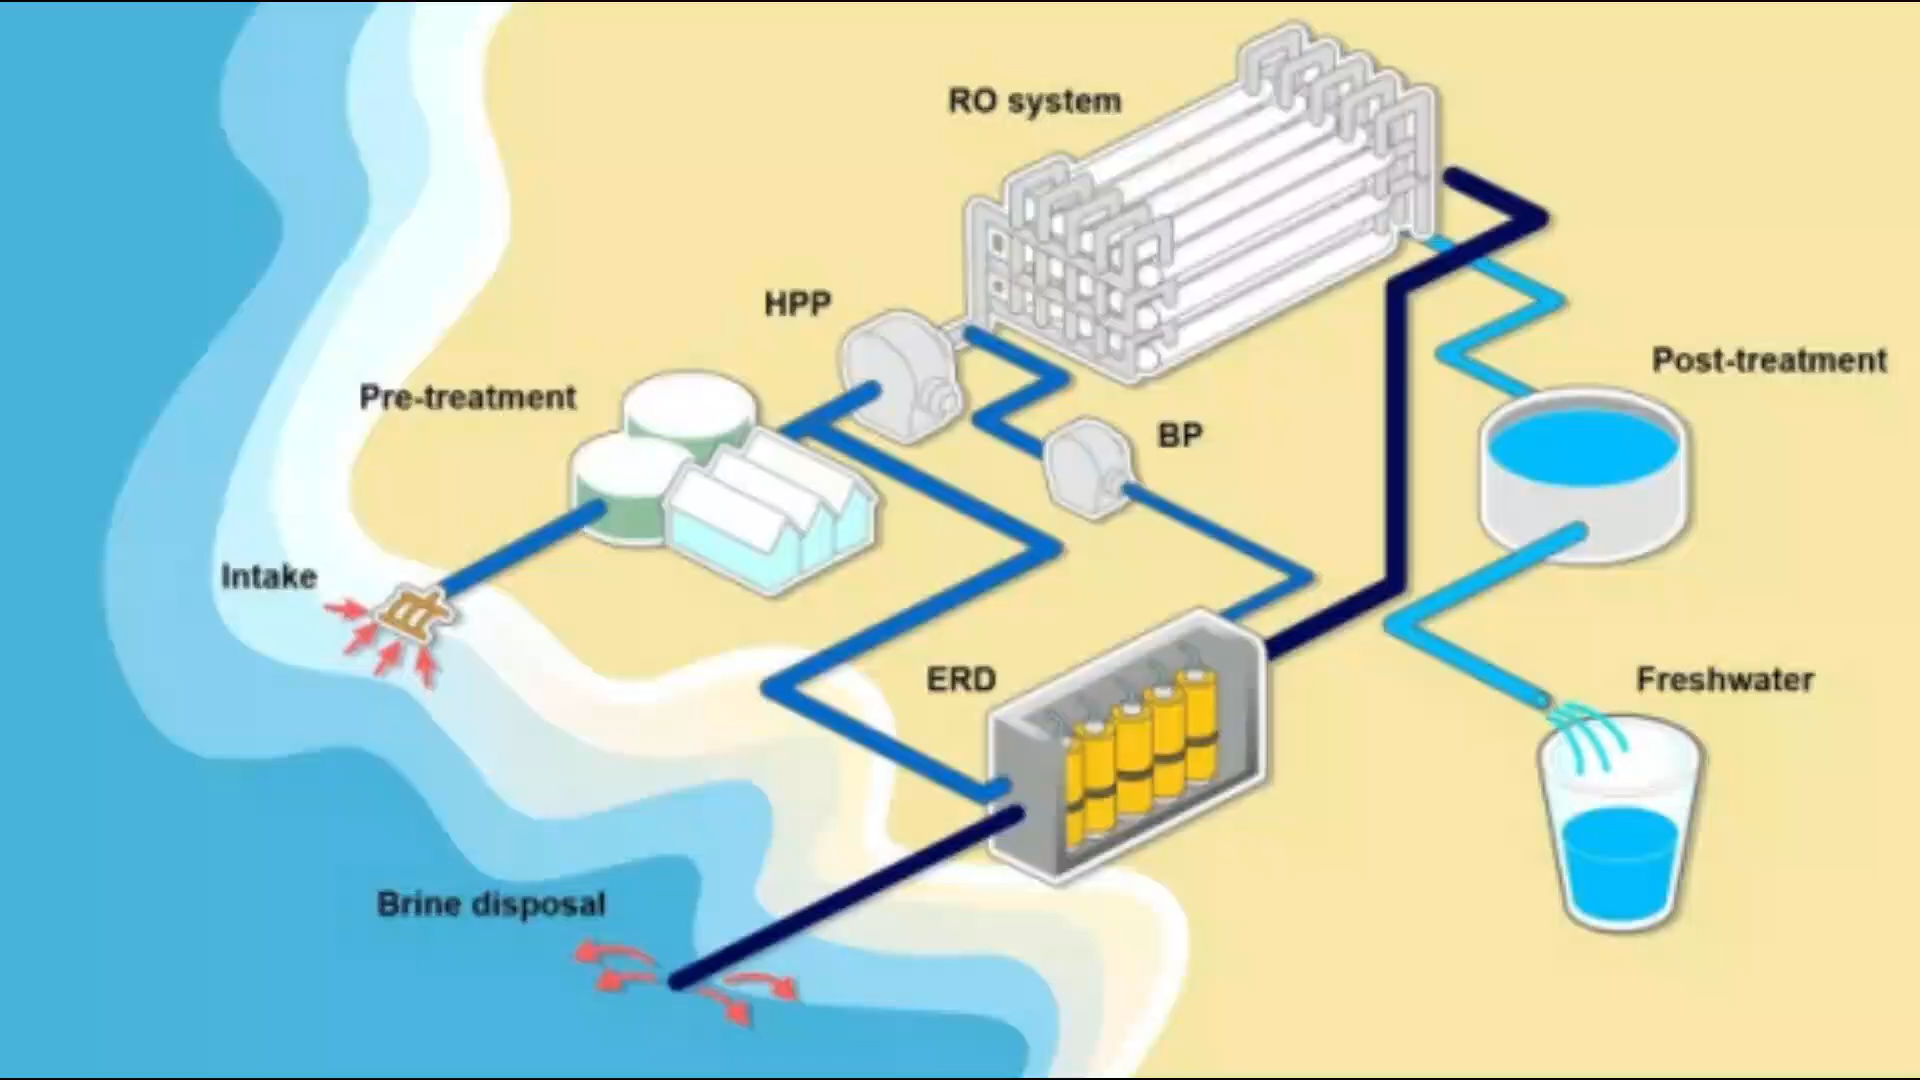 RO system
HPP
Post-treatment
Pre-treatment
BP
Intake
ERD
Freshwater
Brine disposal